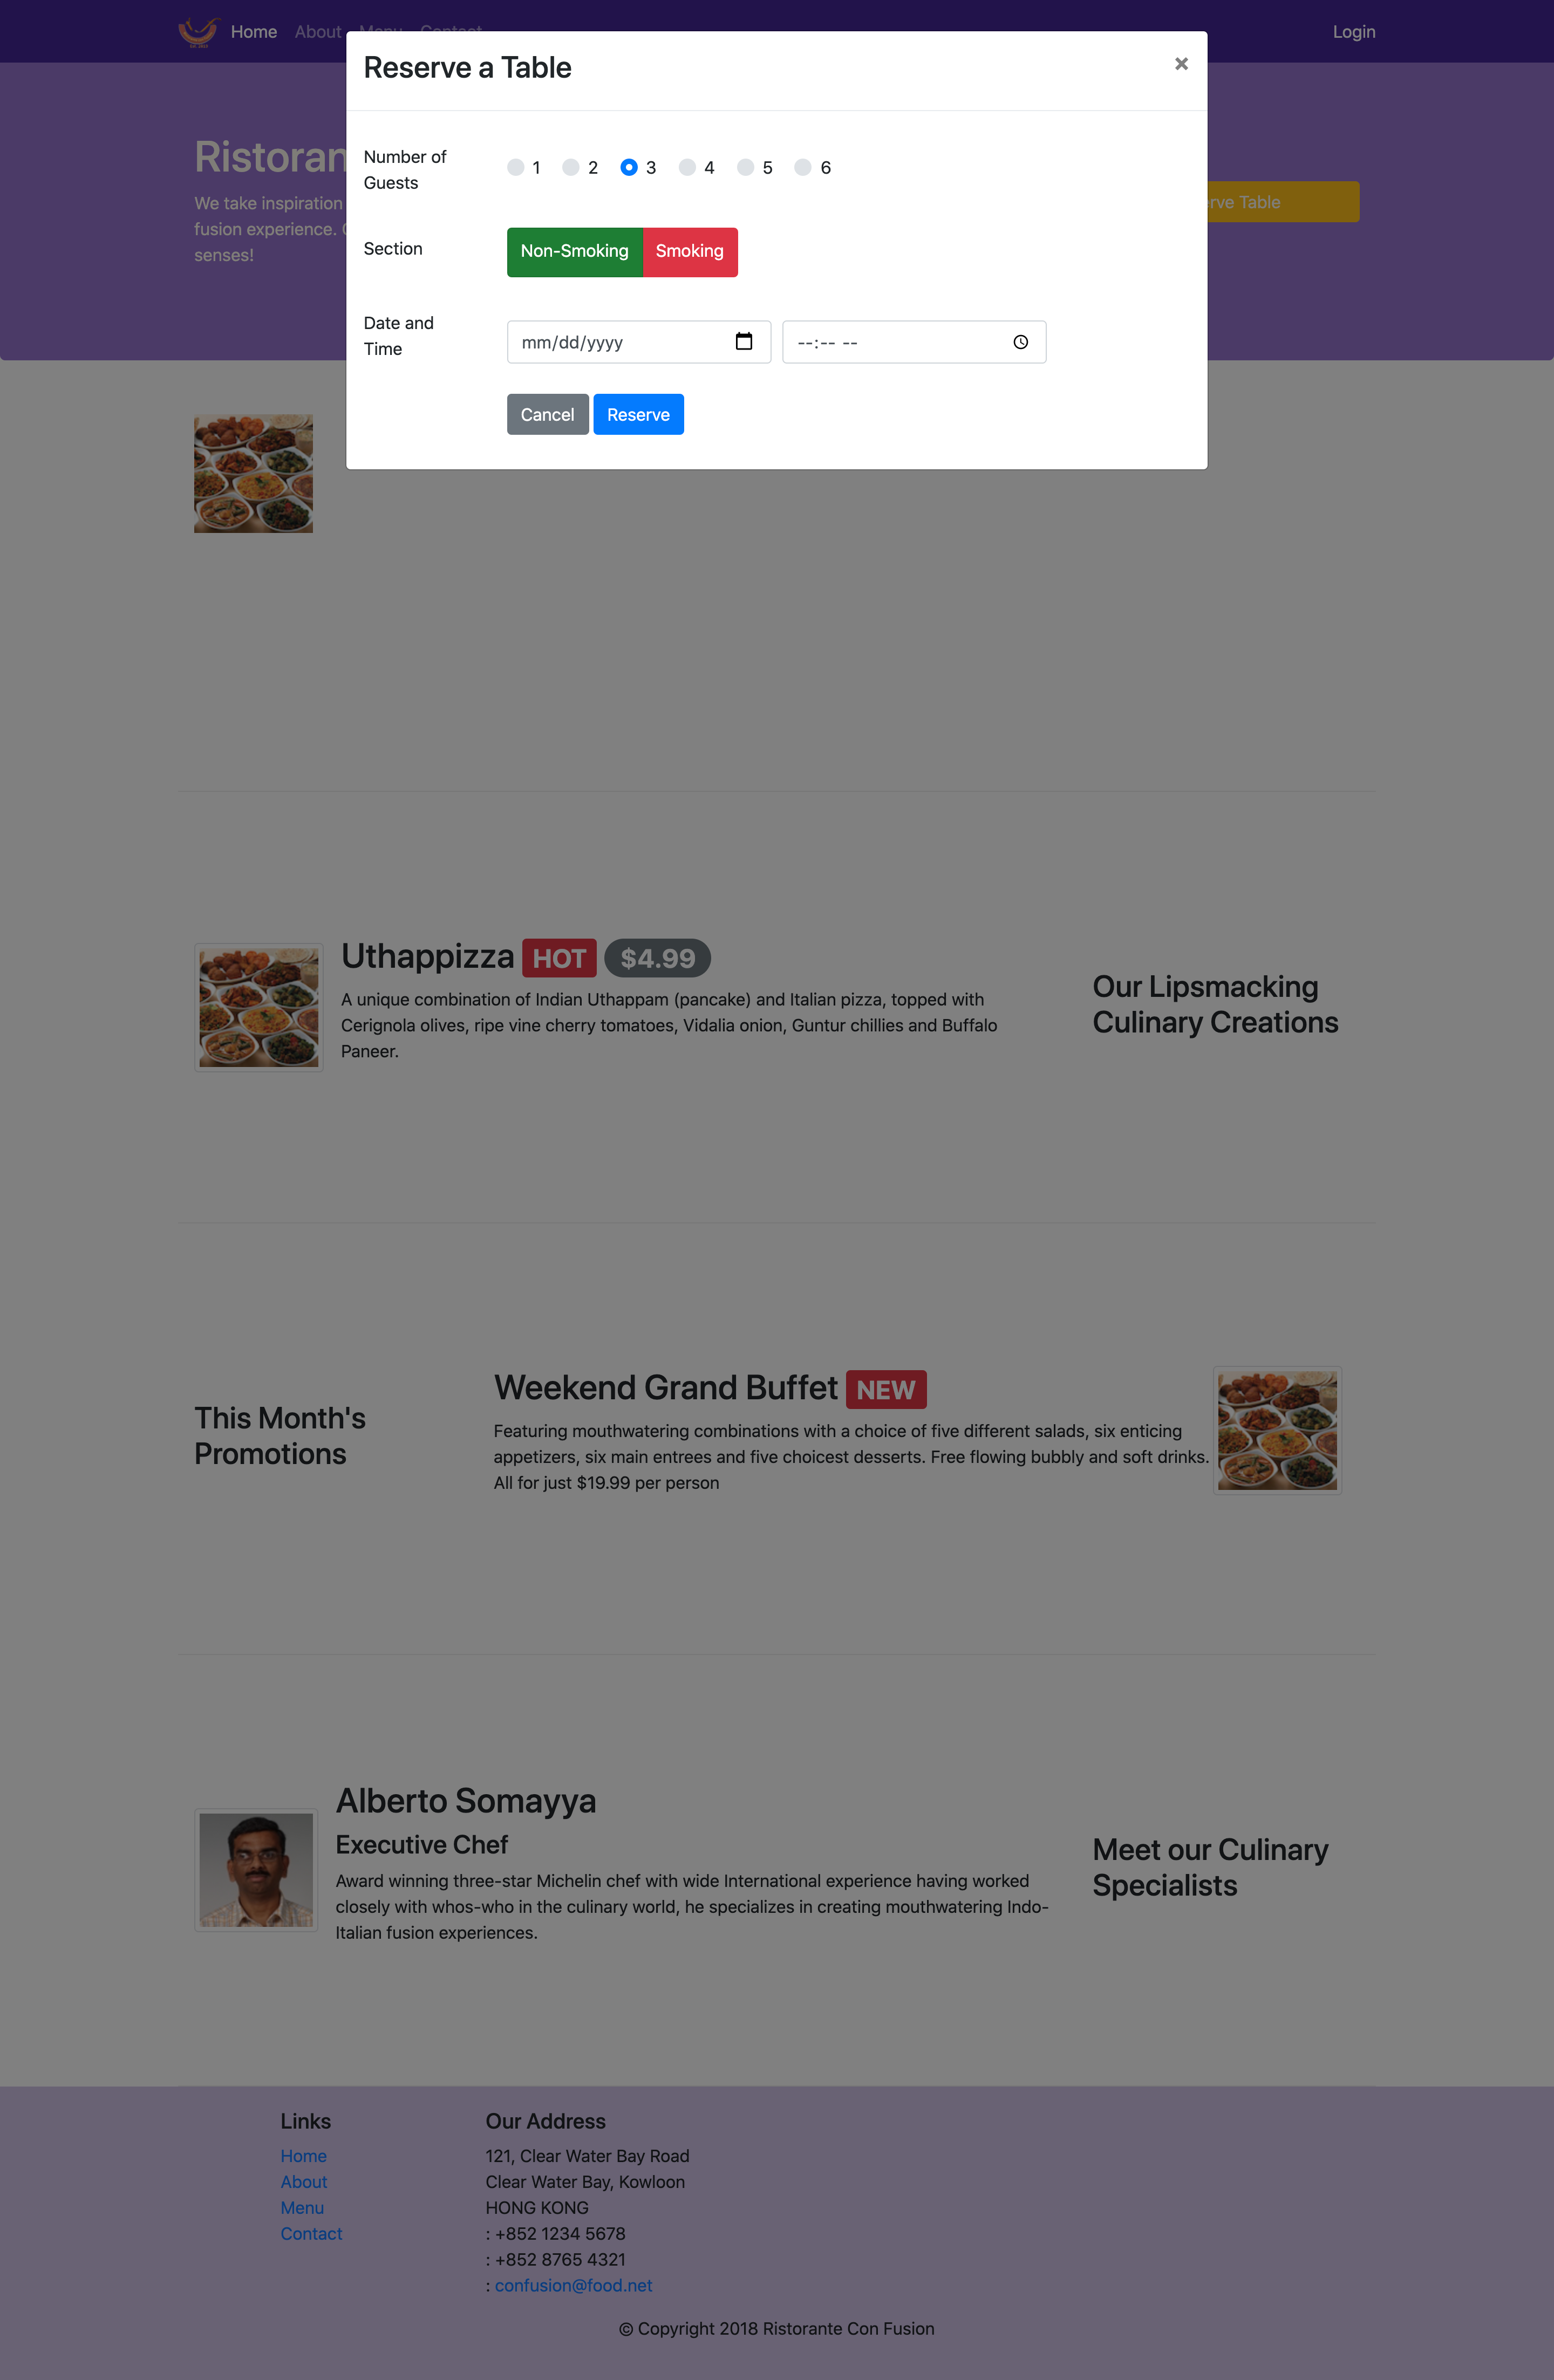 Home About Menu Contact Login
Reserve a Table ×
Number of
Guests
1 2 3 4 5 6
Section
Non-Smoking Smoking
Date and
Time
mm/dd/yyyy --:-- --
Cancel Reserve
We take inspiration
fusion experience.
senses!
Table
Uthappizza HOT $4.99
A unique combination of Indian Uthappam (pancake) and Italian pizza, topped with
Cerignola olives, ripe vine cherry tomatoes, Vidalia onion, Guntur chillies and Buffalo
Paneer.
Our Lipsmacking
Culinary Creations
This Month's
Promotions
Weekend Grand Buffet NEW
Featuring mouthwatering combinations with a choice of five different salads, six enticing
appetizers, six main entrees and five choicest desserts. Free flowing bubbly and soft drinks.
All for just $19.99 per person
Alberto Somayya
Executive Chef
Award winning three-star Michelin chef with wide International experience having worked
closely with whos-who in the culinary world, he specializes in creating mouthwatering Indo-
Italian fusion experiences.
Meet our Culinary
Specialists
Links
Home
About
Menu
Contact
Our Address
121, Clear Water Bay Road
Clear Water Bay, Kowloon
HONG KONG
: +852 1234 5678
: +852 8765 4321
: confusion@food.net
© Copyright 2018 Ristorante Con Fusion